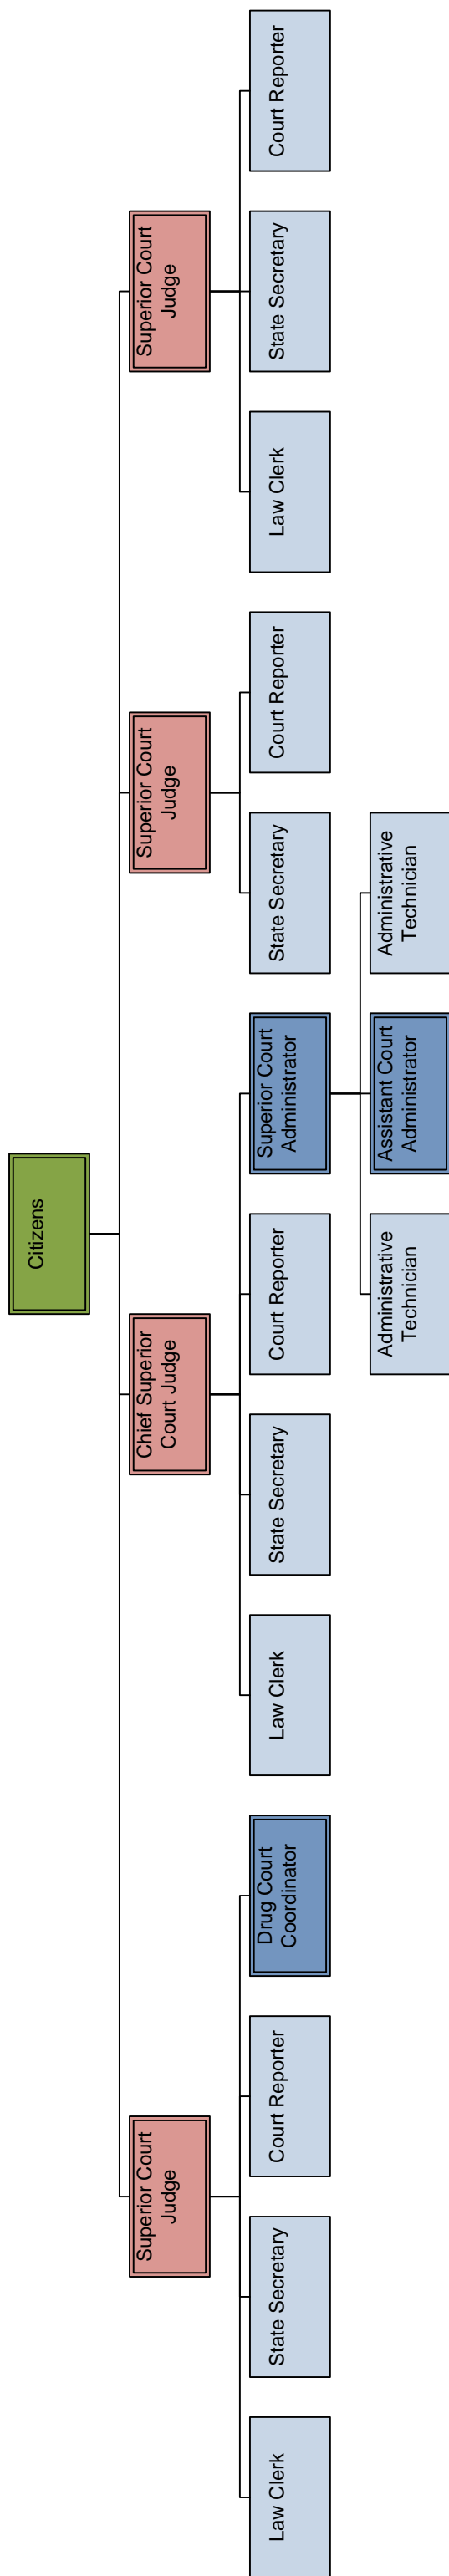 Citizens
Superior Court
Judge
Chief Superior
Court Judge
Superior Court
Judge
Superior Court
Judge
Law Clerk
State Secretary
Court Reporter
Drug Court
Coordinator
Law Clerk
State Secretary
Court Reporter
Superior Court
Administrator
State Secretary
Court Reporter
Law Clerk
State Secretary
Court Reporter
Administrative
Technician
Assistant Court
Administrator
Administrative
Technician